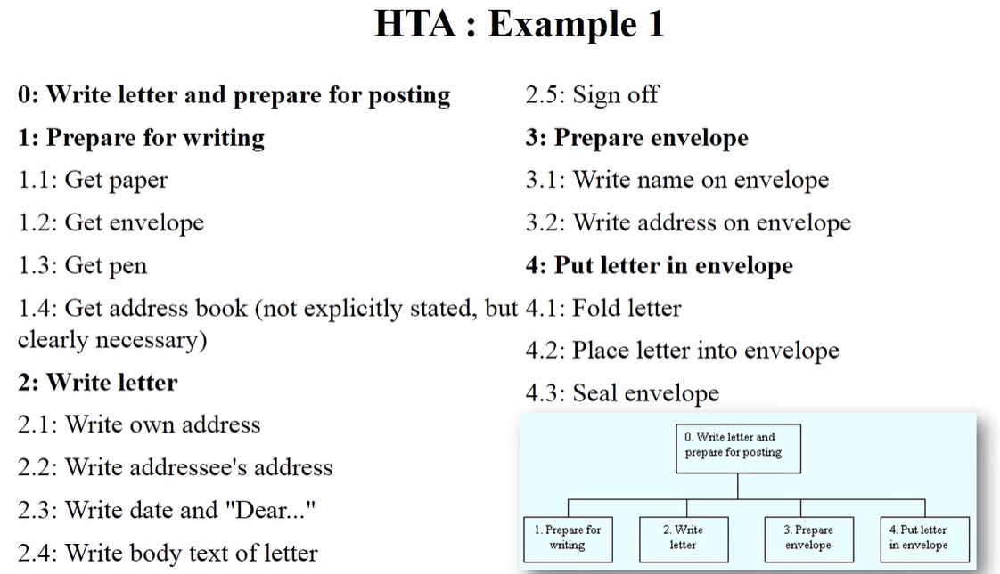 HTA : Example 1
0: Write letter and prepare for posting
1: Prepare for writing
1.1: Get paper
1.2: Get envelope
1.3: Get pen
1.4: Get address book (not explicitly stated, but
clearly necessary)
2: Write letter
2.1: Write own address
2.2: Write addressee's address
2.3: Write date and "Dear..."
2.4: Write body text of letter
2.5: Sign off
3: Prepare envelope
3.1: Write name on envelope
3.2: Write address on envelope
4: Put letter in envelope
4.1: Fold letter
4.2: Place letter into envelope
4.3: Seal envelope
0. Write letter and
prepare for posting
1. Prepare for
writing
2. Write
letter
3. Prepare
envelope
4. Put letter
in envelope